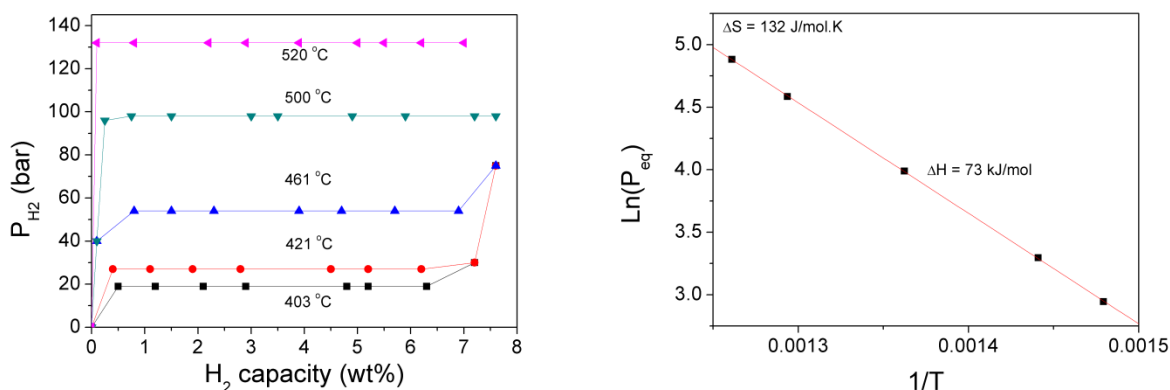 140
120
100
80
60
40
20
0
P_H2 (bar)
520 °C
500 °C
461 °C
421 °C
403 °C
0 1 2 3 4 5 6 7 8
H₂ capacity (wt%)
ΔS = 132 J/mol.K
5.0
4.5
4.0
3.5
3.0
Ln(P_eq)
ΔH = 73 kJ/mol
0.0013 0.0014 0.0015
1/T